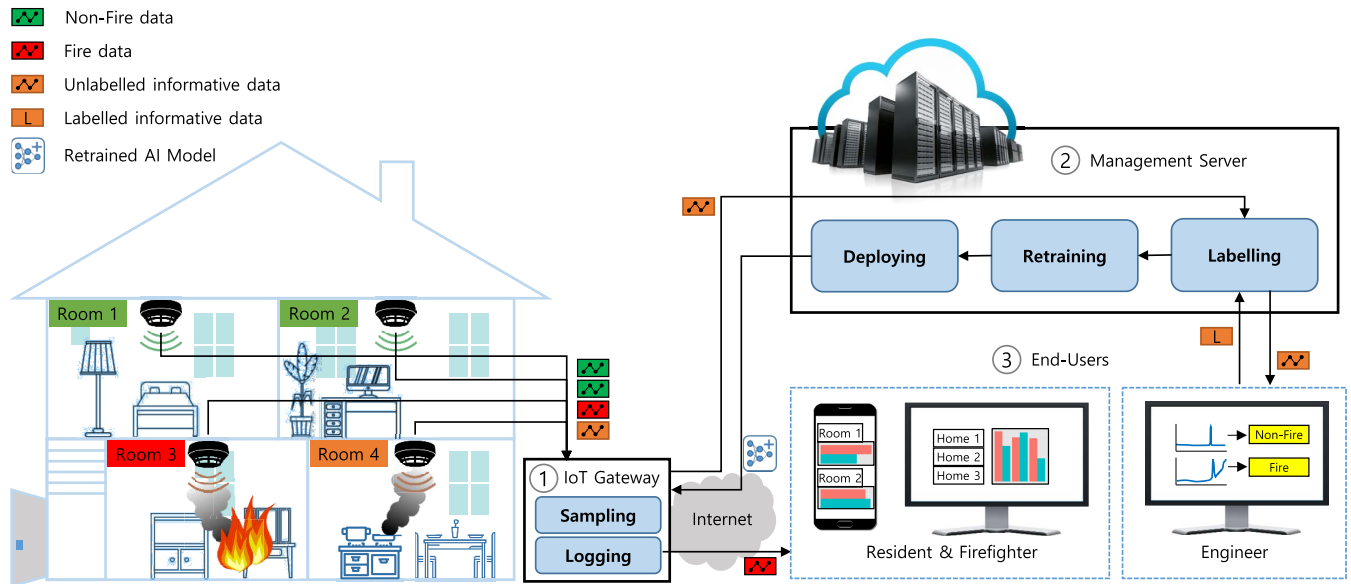 Non-Fire data
Fire data
Unlabelled informative data
L
Labelled informative data
Retrained AI Model
2 Management Server
Deploying
Retraining
Labelling
Room 1
Room 2
L
3 End-Users
Room 3
Room 4
1 IoT Gateway
Sampling
Logging
Internet
Room 1
Room 2
Home 1
Home 2
Home 3
Non-Fire
Fire
Resident & Firefighter
Engineer